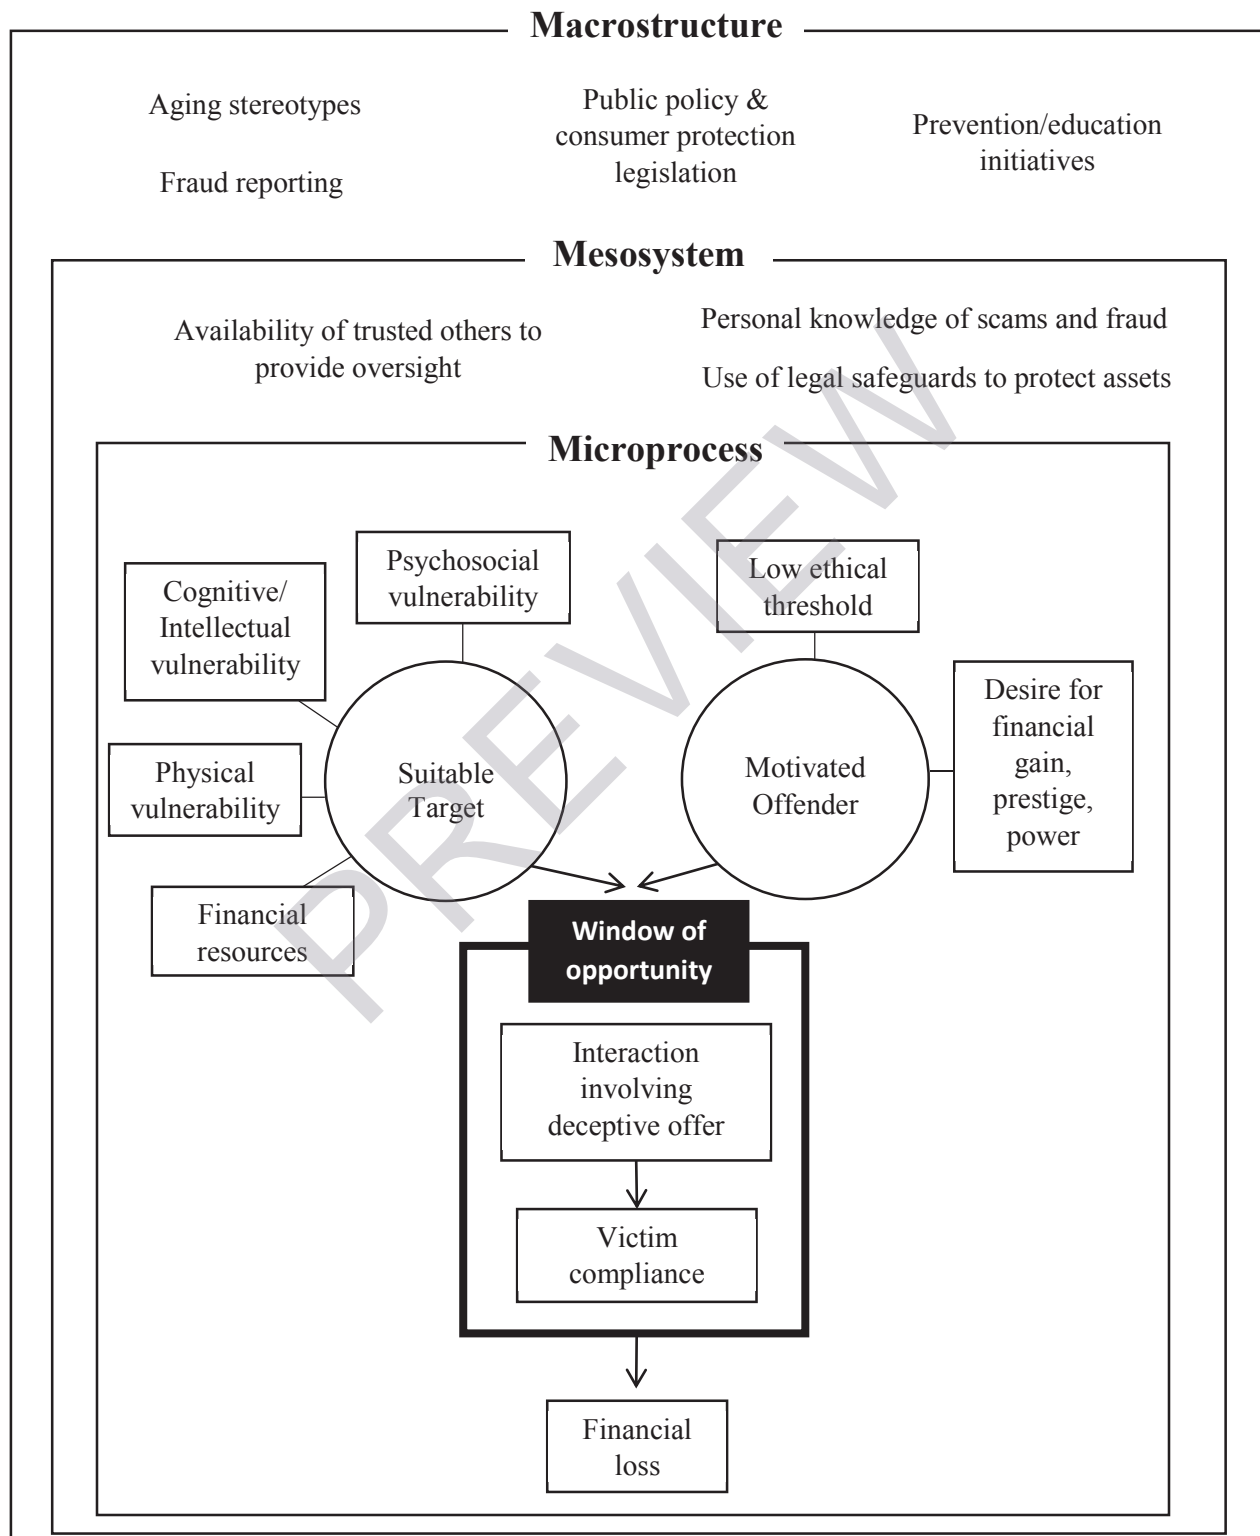 Macrostructure
Aging stereotypes
Fraud reporting
Public policy &
consumer protection
legislation
Prevention/education
initiatives
Mesosystem
Availability of trusted others to
provide oversight
Personal knowledge of scams and fraud
Use of legal safeguards to protect assets
Microprocess
Psychosocial
vulnerability
Cognitive/
Intellectual
vulnerability
Physical
vulnerability
Financial
resources
Suitable
Target
Low ethical
threshold
Motivated
Offender
Desire for
financial
gain,
prestige,
power
Window of
opportunity
Interaction
involving
deceptive offer
Victim
compliance
Financial
loss
PREVIEW